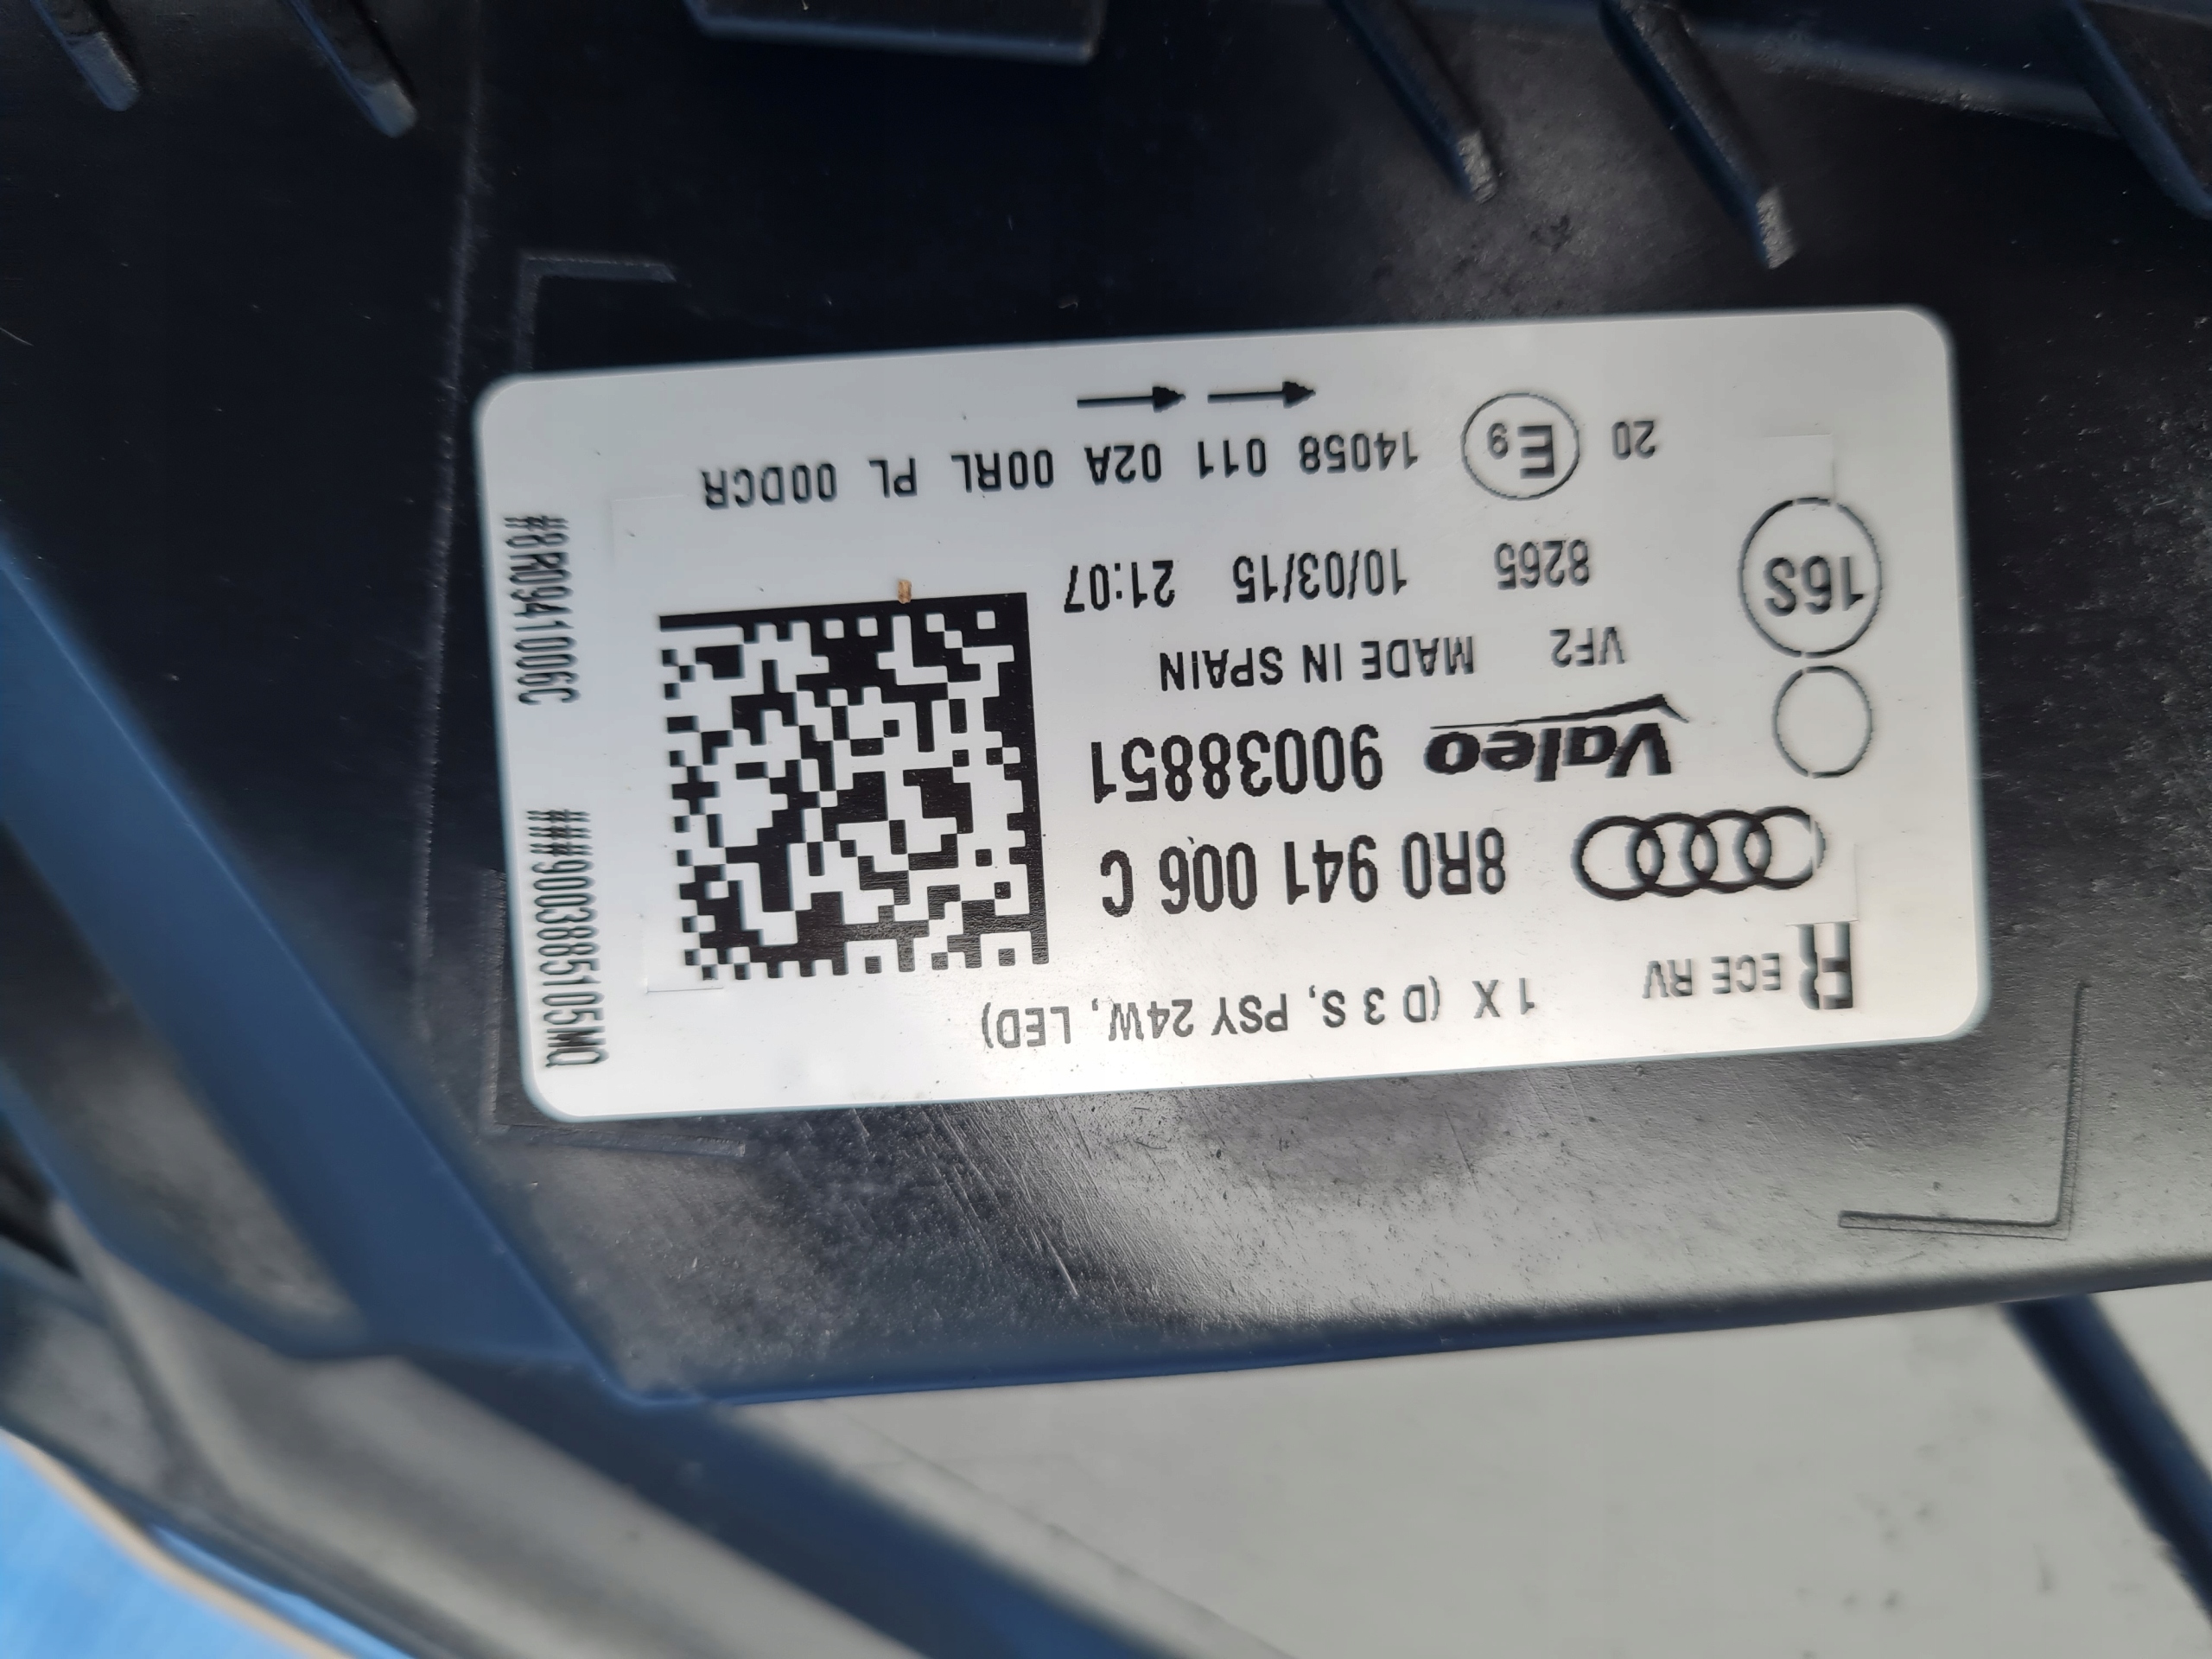 R ECE RV 1 X (D 3 S, PSY 24W, LED)
8R0 941 006 C
Valeo 90038851
VF2 MADE IN SPAIN
16S
8265 10/03/15 21:07
20 E9 14058 011 02A 00RL PL 00DCR
#8R0941006C
###9003885105MQ